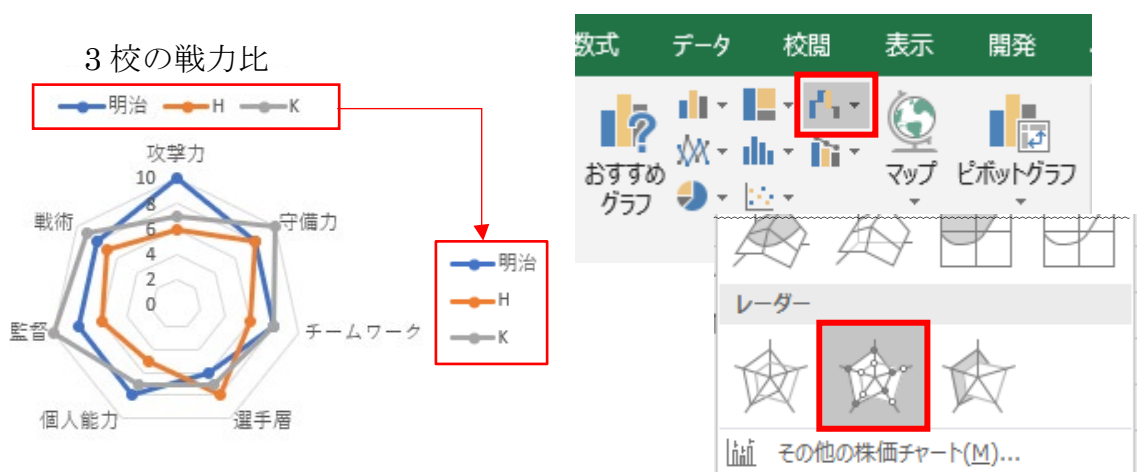 3校の戦力比
明治 H K
攻撃力
10
8
6
4
2
0
守備力
チームワーク
選手層
個人能力
監督
戦術
明治
H
K
数式 データ 校閲 表示 開発
おすすめ
グラフ
マップ
ピボットグラフ
レーダー
その他の株価チャート(M)...